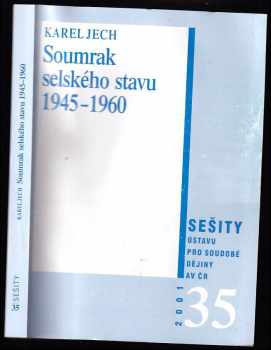 KAREL JECH
Soumrak
selského stavu
1945–1960
SEŠITY
ÚSTAVU
PRO SOUDOBÉ
DĚJINY
AV ČR
2001
35
KAREL JECH Soumrak selského stavu 1945–1960
SEŠITY
35